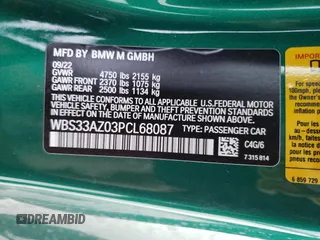 MFD BY BMW M GMBH
09/22
GVWR 4750 lbs 2155 kg
GAWR FRONT 2370 lbs 1075 kg
GAWR REAR 2500 lbs 1134 kg
THIS VEHICLE CONFORMS TO ALL APPLICABLE
U.S. FEDERAL MOTOR VEHICLE
SAFETY, BUMPER, AND THEFT PREVENTION
STANDARDS IN EFFECT ON THE DATE OF
MANUFACTURE SHOWN ABOVE.
WBS33AZ03PCL68087 TYPE: PASSENGER CAR
C4G/6
7 315 814
6 859 729
DREAMBID